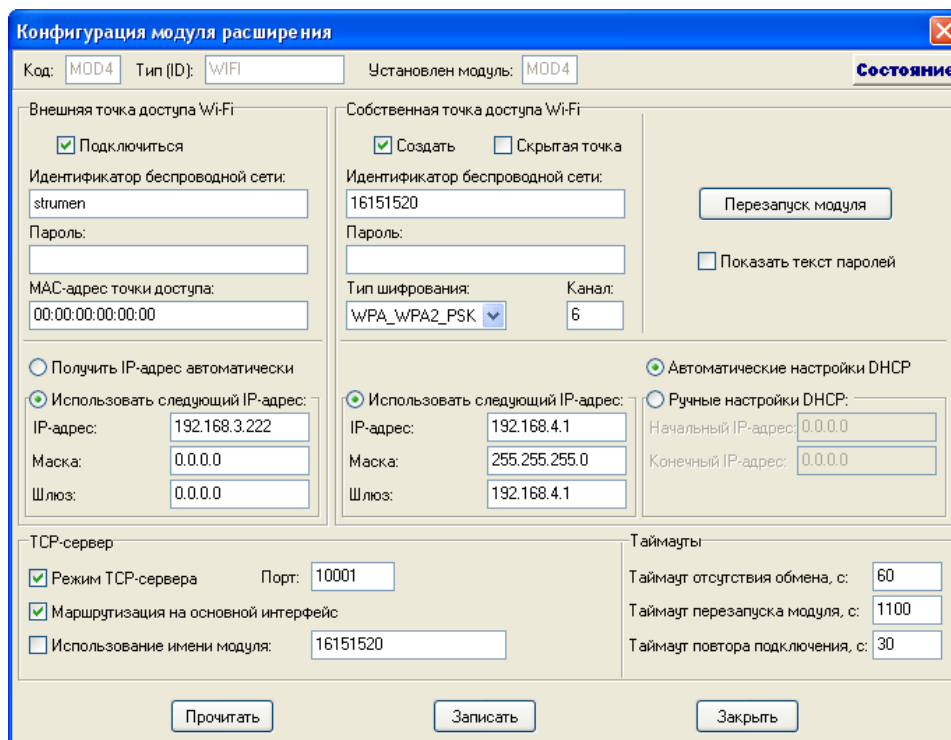 Конфигурация модуля расширения
Код: MOD4 Тип (ID): WIFI Установлен модуль: MOD4 Состояние
Внешняя точка доступа Wi-Fi
Подключиться
Идентификатор беспроводной сети:
strumen
Пароль:
MAC-адрес точки доступа:
00:00:00:00:00:00
Получить IP-адрес автоматически
Использовать следующий IP-адрес:
IP-адрес: 192.168.3.222
Маска: 0.0.0.0
Шлюз: 0.0.0.0
Собственная точка доступа Wi-Fi
Создать Скрытая точка
Идентификатор беспроводной сети:
16151520
Пароль:
Тип шифрования: Канал:
WPA_WPA2_PSK 6
Использовать следующий IP-адрес:
IP-адрес: 192.168.4.1
Маска: 255.255.255.0
Шлюз: 192.168.4.1
Перезапуск модуля
Показать текст паролей
Автоматические настройки DHCP
Ручные настройки DHCP:
Начальный IP-адрес: 0.0.0.0
Конечный IP-адрес: 0.0.0.0
TCP-сервер
Режим TCP-сервера Порт: 10001
Маршрутизация на основной интерфейс
Использование имени модуля: 16151520
Таймауты
Таймаут отсутствия обмена, с: 60
Таймаут перезапуска модуля, с: 1100
Таймаут повтора подключения, с: 30
Прочитать Записать Закрыть